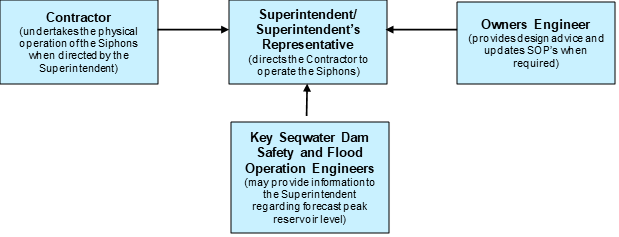 Contractor
(undertakes the physical
operation of the Siphons
when directed by the
Superintendent)
Superintendent/
Superintendent's
Representative
(directs the Contractor to
operate the Siphons)
Owners Engineer
(provides design advice and
updates SOP's when
required)
Key Seqwater Dam
Safety and Flood
Operation Engineers
(may provide information to
the Superintendent
regarding forecast peak
reservoir level)